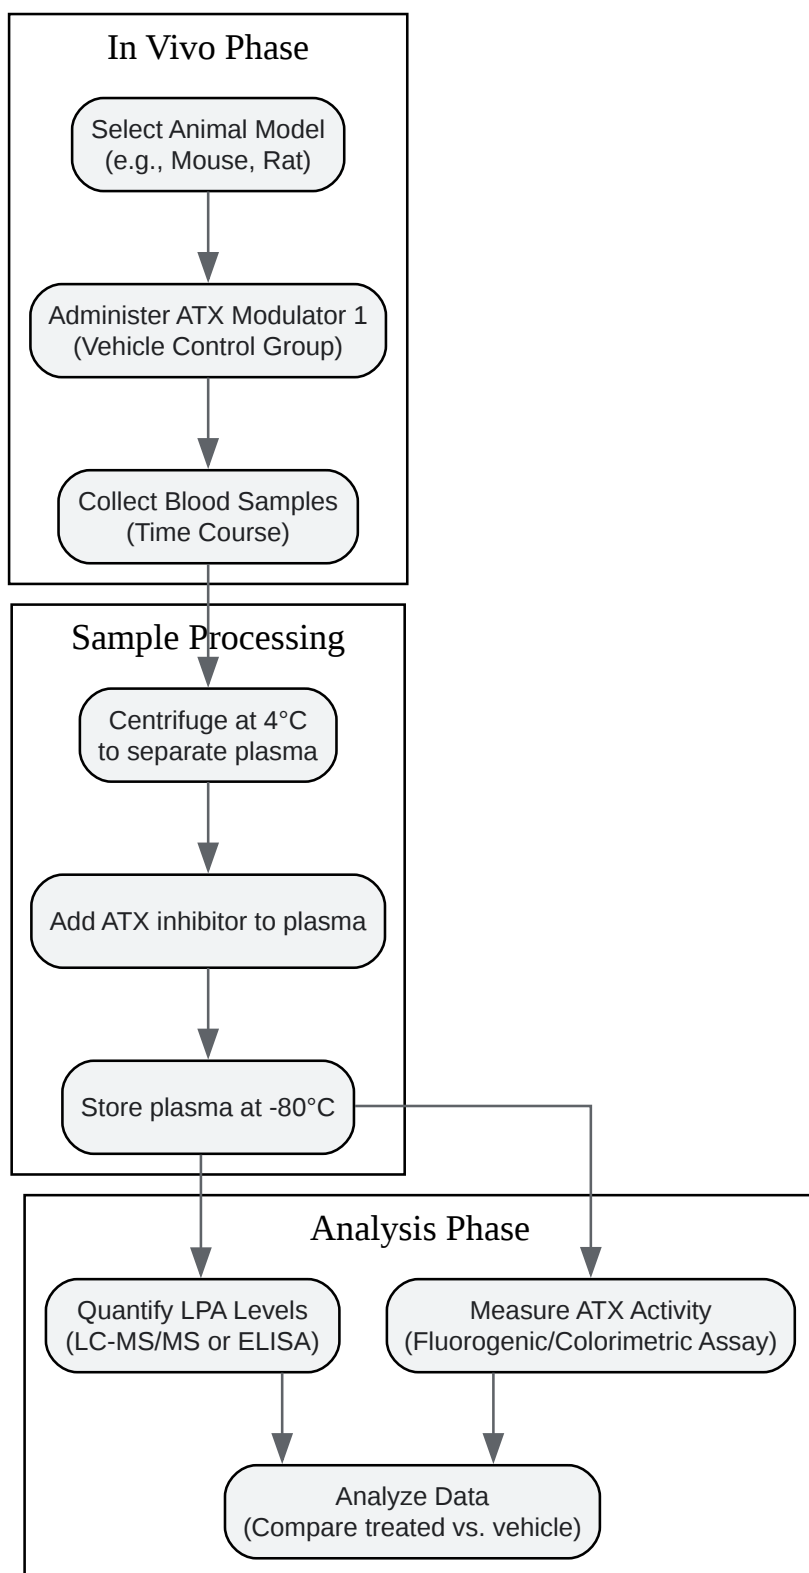 In Vivo Phase
Select Animal Model
(e.g., Mouse, Rat)
Administer ATX Modulator 1
(Vehicle Control Group)
Collect Blood Samples
(Time Course)
Sample Processing
Centrifuge at 4°C
to separate plasma
Add ATX inhibitor to plasma
Store plasma at -80°C
Analysis Phase
Quantify LPA Levels
(LC-MS/MS or ELISA)
Measure ATX Activity
(Fluorogenic/Colorimetric Assay)
Analyze Data
(Compare treated vs. vehicle)